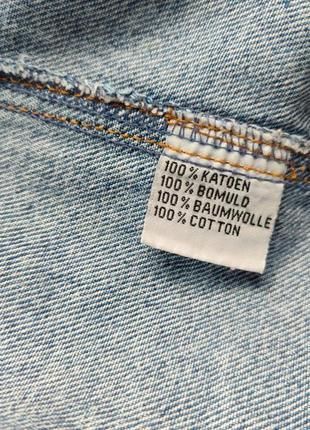 100% KATOEN
100% BOMULD
100% BAUMWOLLE
100% COTTON